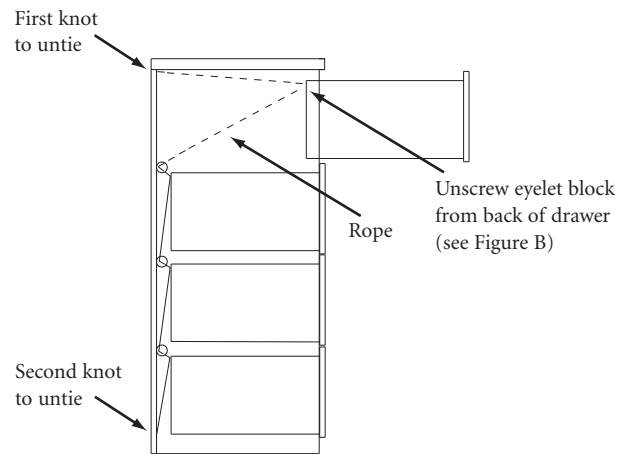 First knot
to untie
Unscrew eyelet block
from back of drawer
(see Figure B)
Rope
Second knot
to untie